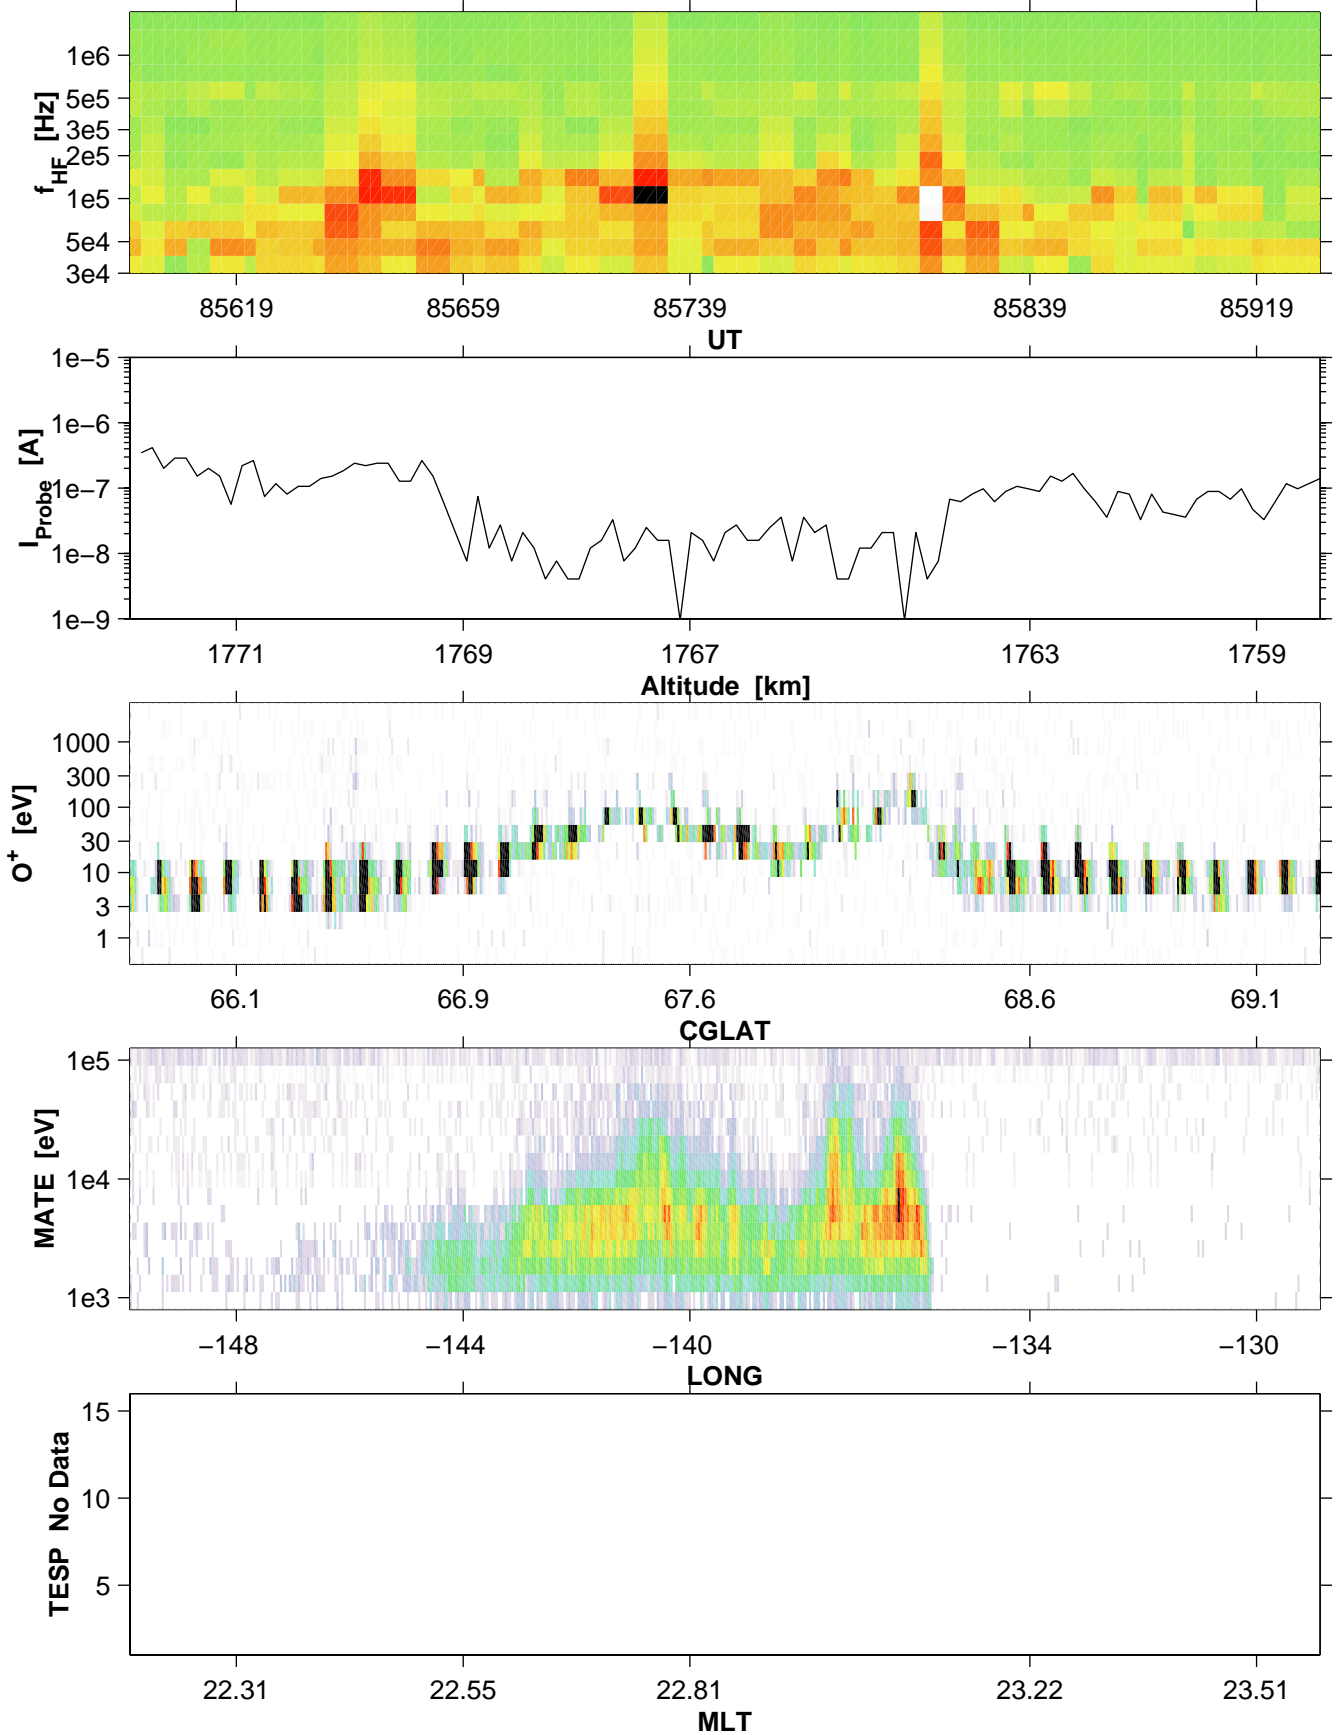 1e6
5e5
3e5
2e5
1e5
5e4
3e4
f_HF [Hz]
85619 85659 85739 85839 85919
UT
1e−5
1e−6
1e−7
1e−8
1e−9
I_Probe [A]
1771 1769 1767 1763 1759
Altitude [km]
1000
300
100
30
10
3
1
O+ [eV]
66.1 66.9 67.6 68.6 69.1
CGLAT
1e5
1e4
1e3
MATE [eV]
−148 −144 −140 −134 −130
LONG
15
10
5
TESP No Data
22.31 22.55 22.81 23.22 23.51
MLT